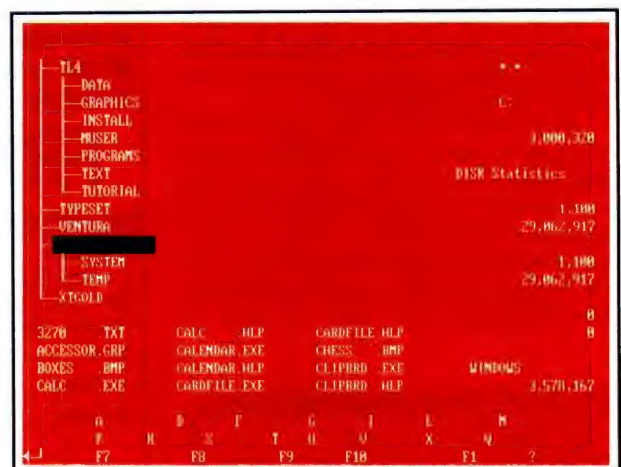 TL4 *.*
DATA
GRAPHICS C:
INSTALL
MUSER 3,000,320
PROGRAMS
TEXT DISK Statistics
TUTORIAL
TYPESET 1,100
VENTURA 29,062,917
SYSTEM 1,100
TEMP 29,062,917
XTGOLD
0
3270 .TXT CALC .HLP CARDFILE.HLP 0
ACCESSOR.GRP CALENDAR.EXE CHESS .BMP
BOXES .BMP CALENDAR.HLP CLIPBRD .EXE WINDOWS
CALC .EXE CARDFILE.EXE CLIPBRD .HLP 3,578,167
A D F G I L M
R T U V X
F7 F8 F9 F10 F1 ?